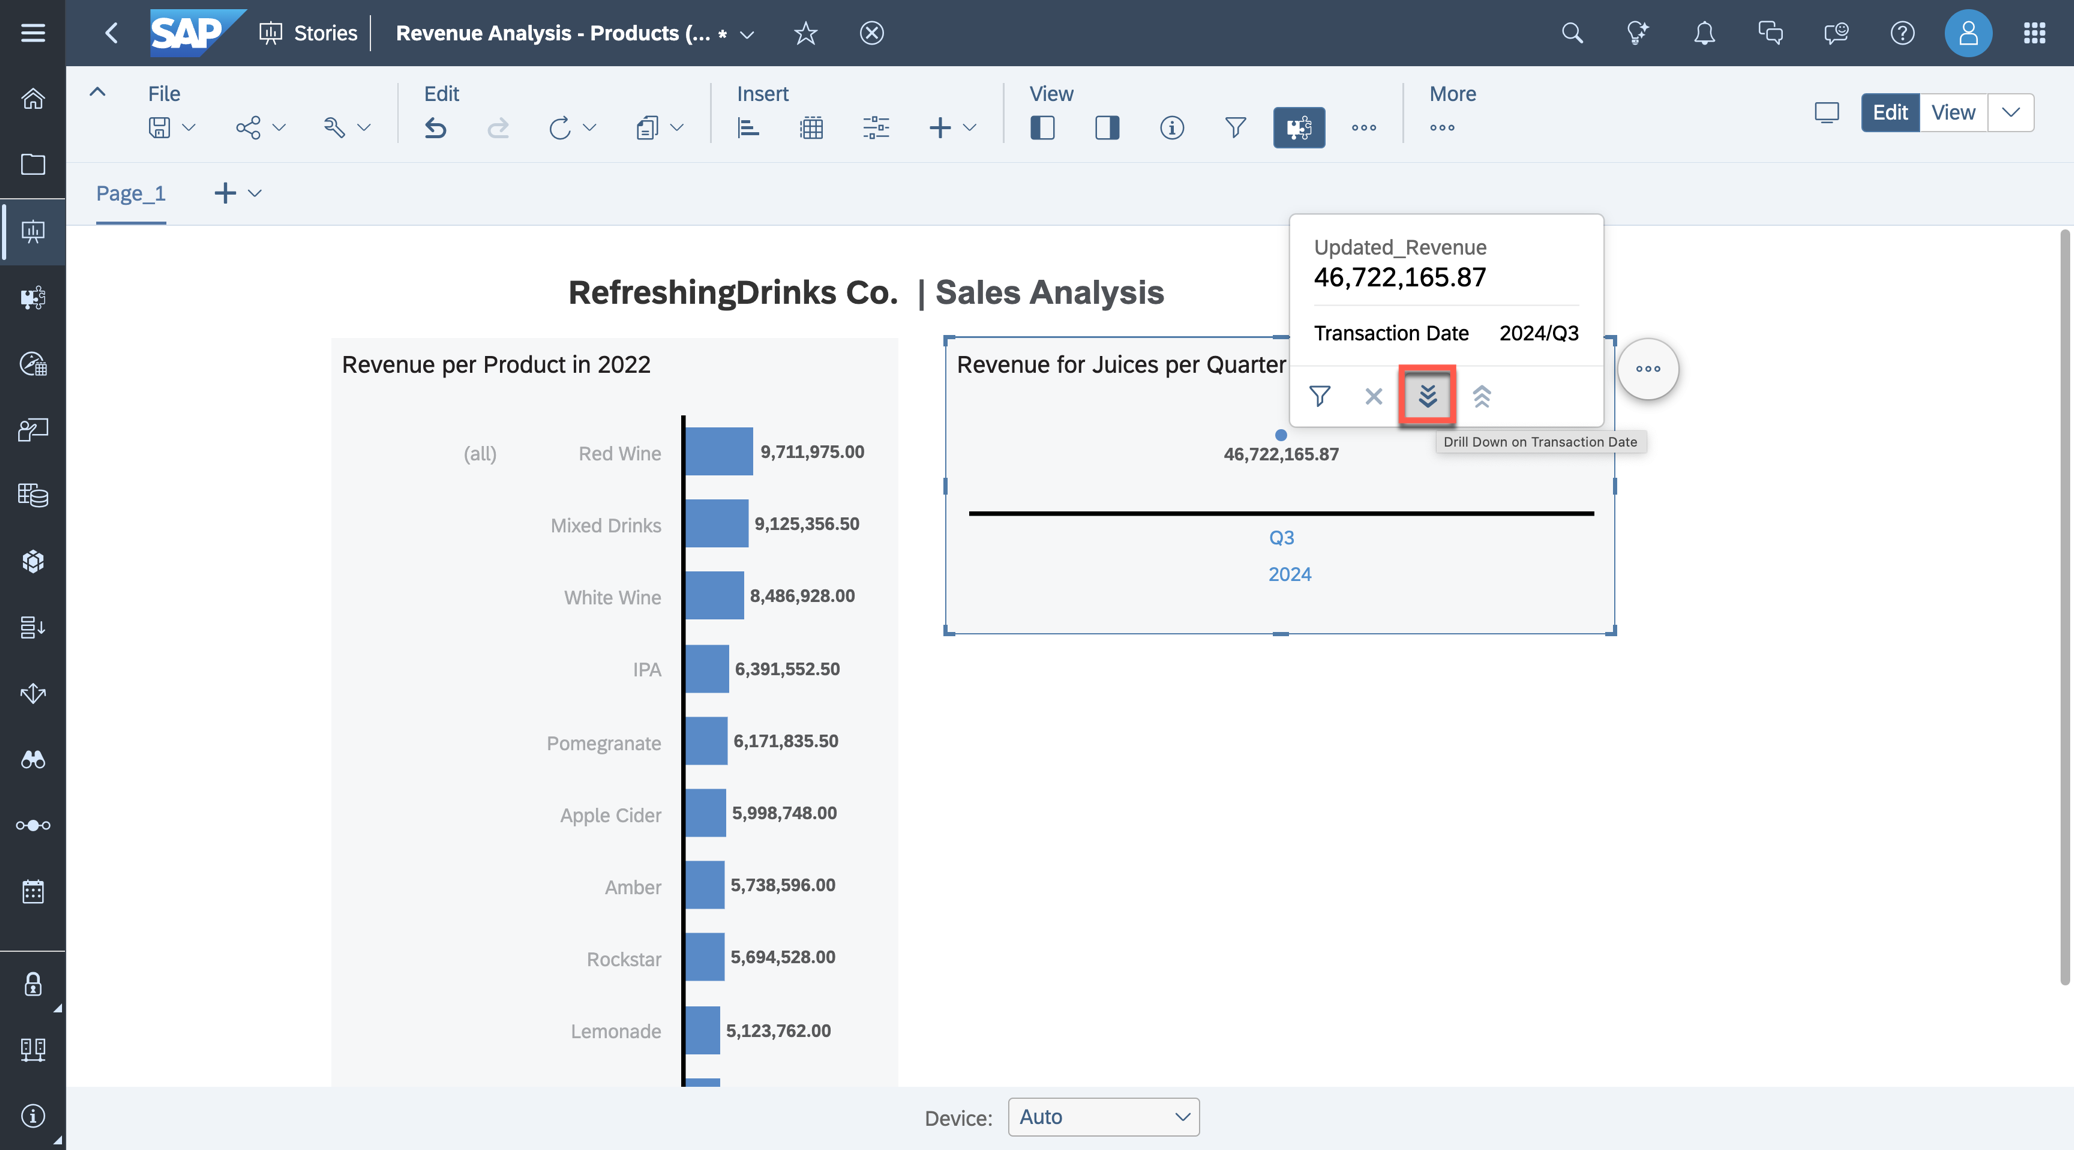 SAP
Stories
Revenue Analysis - Products (... *
File
Edit
Insert
View
More
Edit
View
Page_1
Updated_Revenue
46,722,165.87
Transaction Date 2024/Q3
Drill Down on Transaction Date
RefreshingDrinks Co. | Sales Analysis
Revenue per Product in 2022
(all)
Red Wine 9,711,975.00
Mixed Drinks 9,125,356.50
White Wine 8,486,928.00
IPA 6,391,552.50
Pomegranate 6,171,835.50
Apple Cider 5,998,748.00
Amber 5,738,596.00
Rockstar 5,694,528.00
Lemonade 5,123,762.00
Revenue for Juices per Quarter
46,722,165.87
Q3
2024
Device: Auto